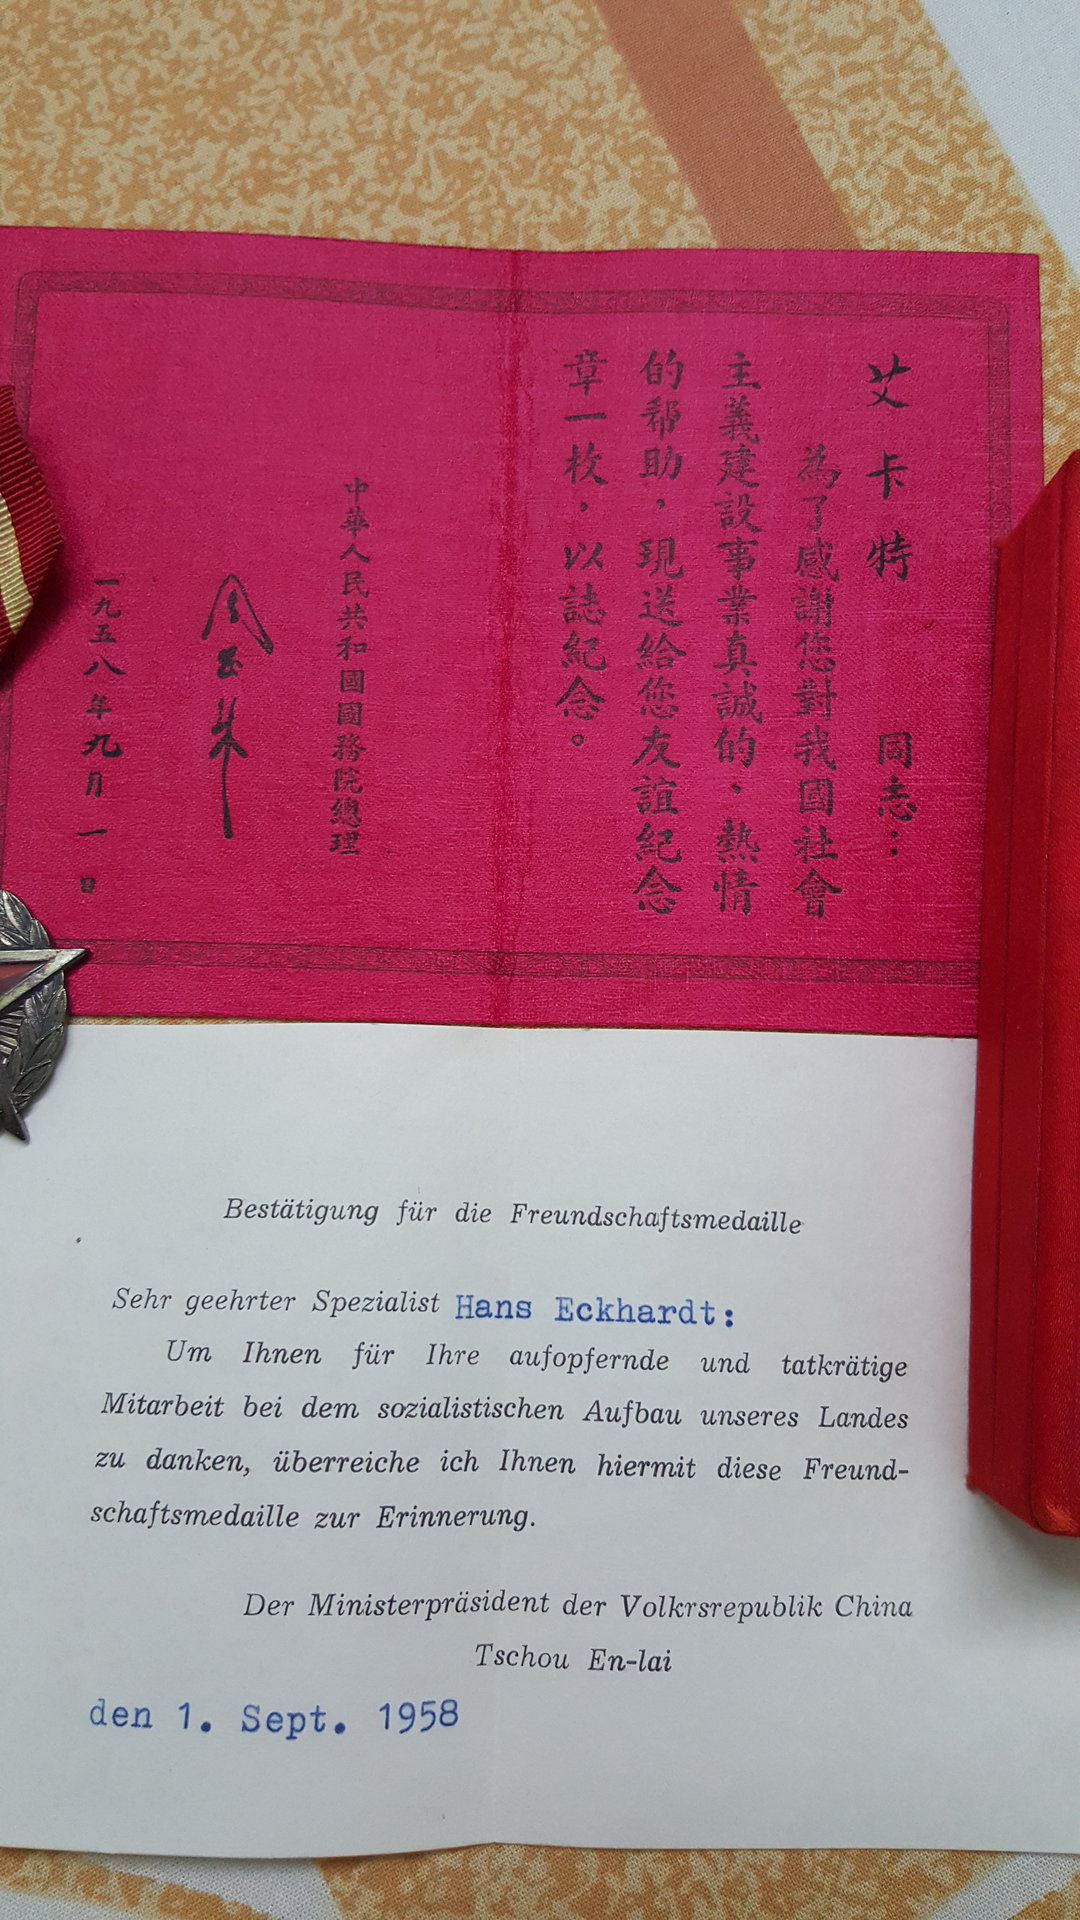 艾卡特 同志：
為了感謝您對我國社會
主義建設事業真誠的、熱情
的帮助，現送給您友誼紀念
章一枚，以誌紀念。
中華人民共和國國務院總理
周恩来
一九五八年九月一日
Bestätigung für die Freundschaftsmedaille
Sehr geehrter Spezialist Hans Eckhardt:
Um Ihnen für Ihre aufopfernde und tatkrätige
Mitarbeit bei dem sozialistischen Aufbau unseres Landes
zu danken, überreiche ich Ihnen hiermit diese Freund-
schaftsmedaille zur Erinnerung.
Der Ministerpräsident der Volkrsrepublik China
Tschou En-lai
den 1. Sept. 1958